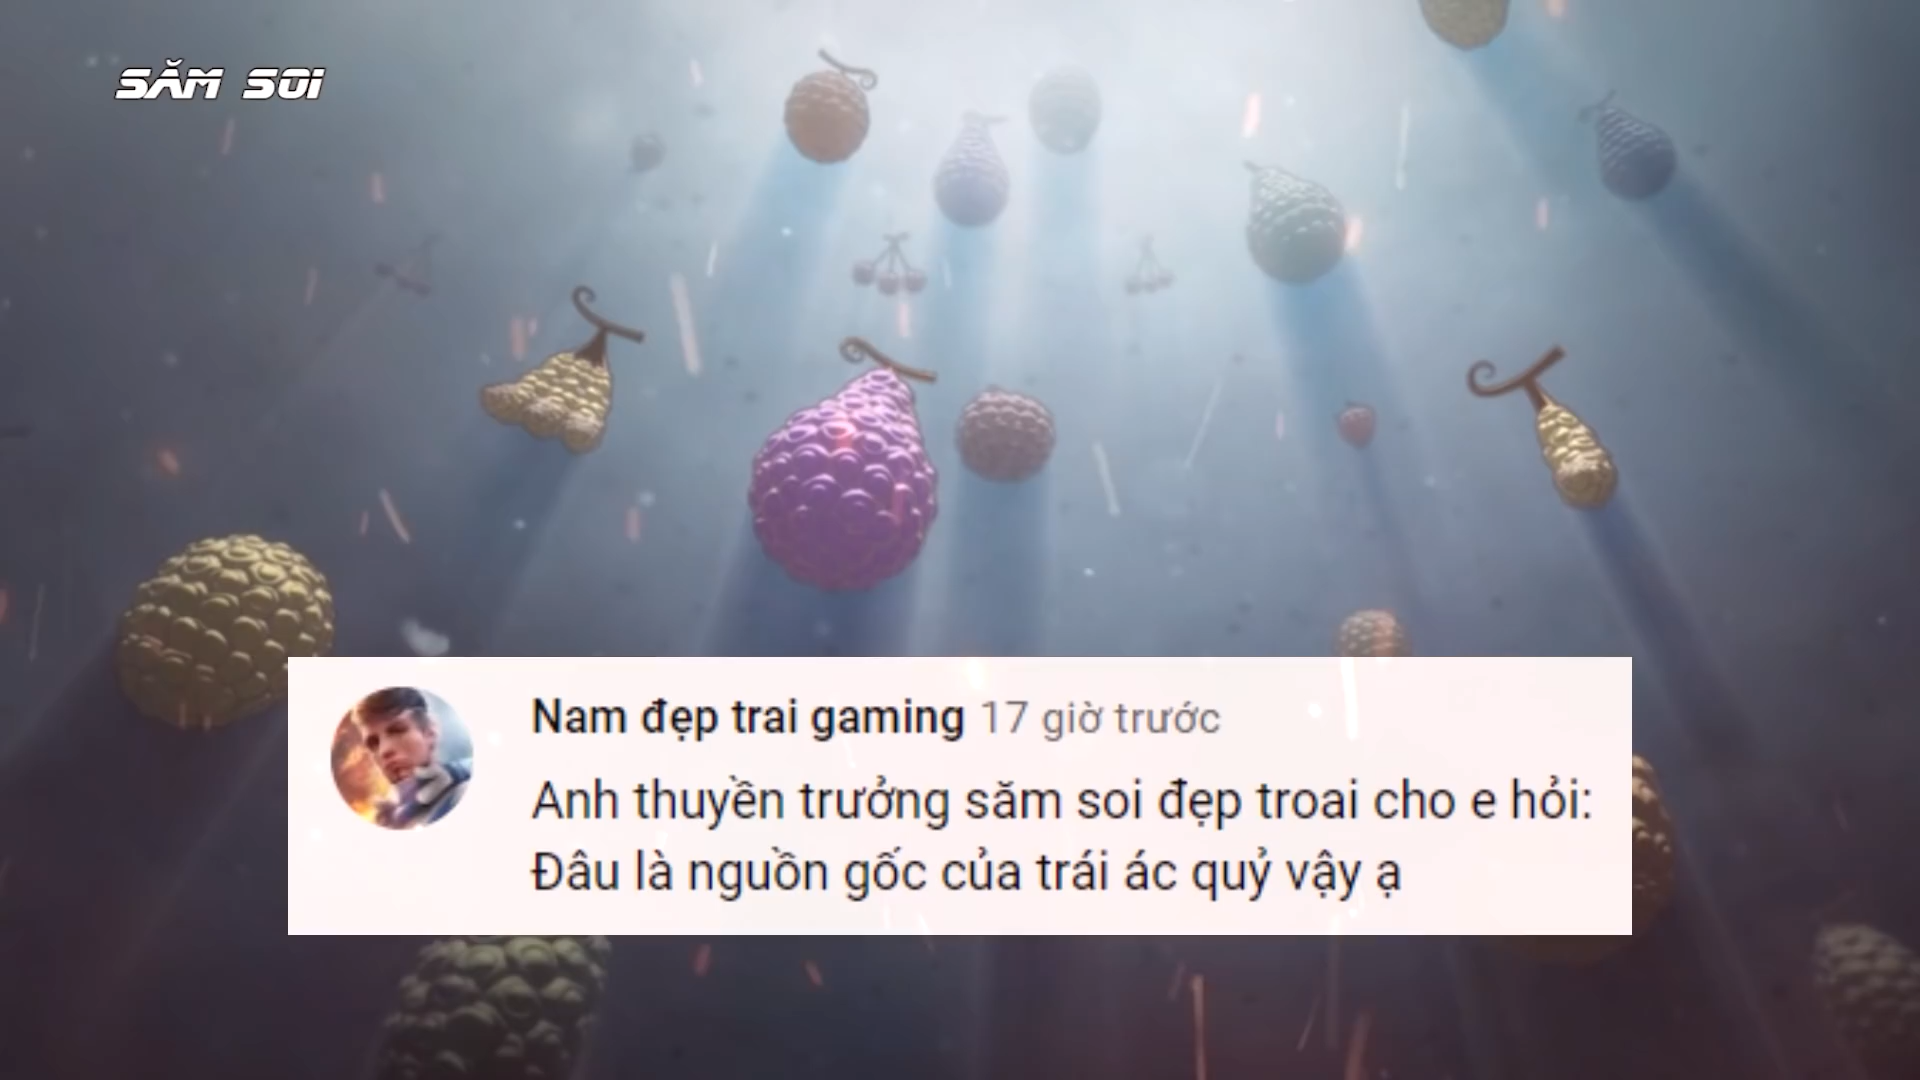 SĂM SOI
Nam đẹp trai gaming 17 giờ trước
Anh thuyền trưởng săm soi đẹp troai cho e hỏi:
Đâu là nguồn gốc của trái ác quỷ vậy ạ